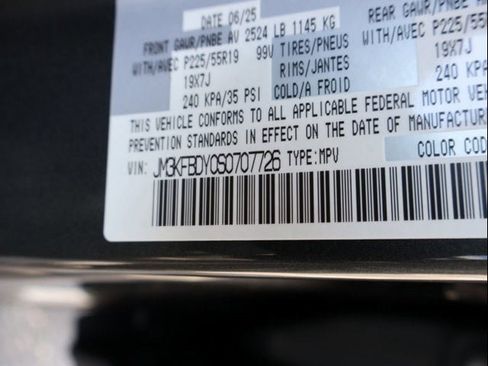 DATE 06/25
FRONT GAWR/PNBE AV 2524 LB 1145 KG
WITH/AVEC P225/55R19 99V TIRES/PNEUS
19X7J RIMS/JANTES
240 KPA/35 PSI COLD/A FROID
REAR GAWR/PNB
WITH/AVEC P225/55
19X7J
240 KPA
THIS VEHICLE CONFORMS TO ALL APPLICABLE FEDERAL MOTOR VEH
PREVENTION STANDARDS IN EFFECT ON THE DATE OF MANUFACTUR
VIN: JM3KFBDY0S0707726 TYPE:MPV
COLOR COD